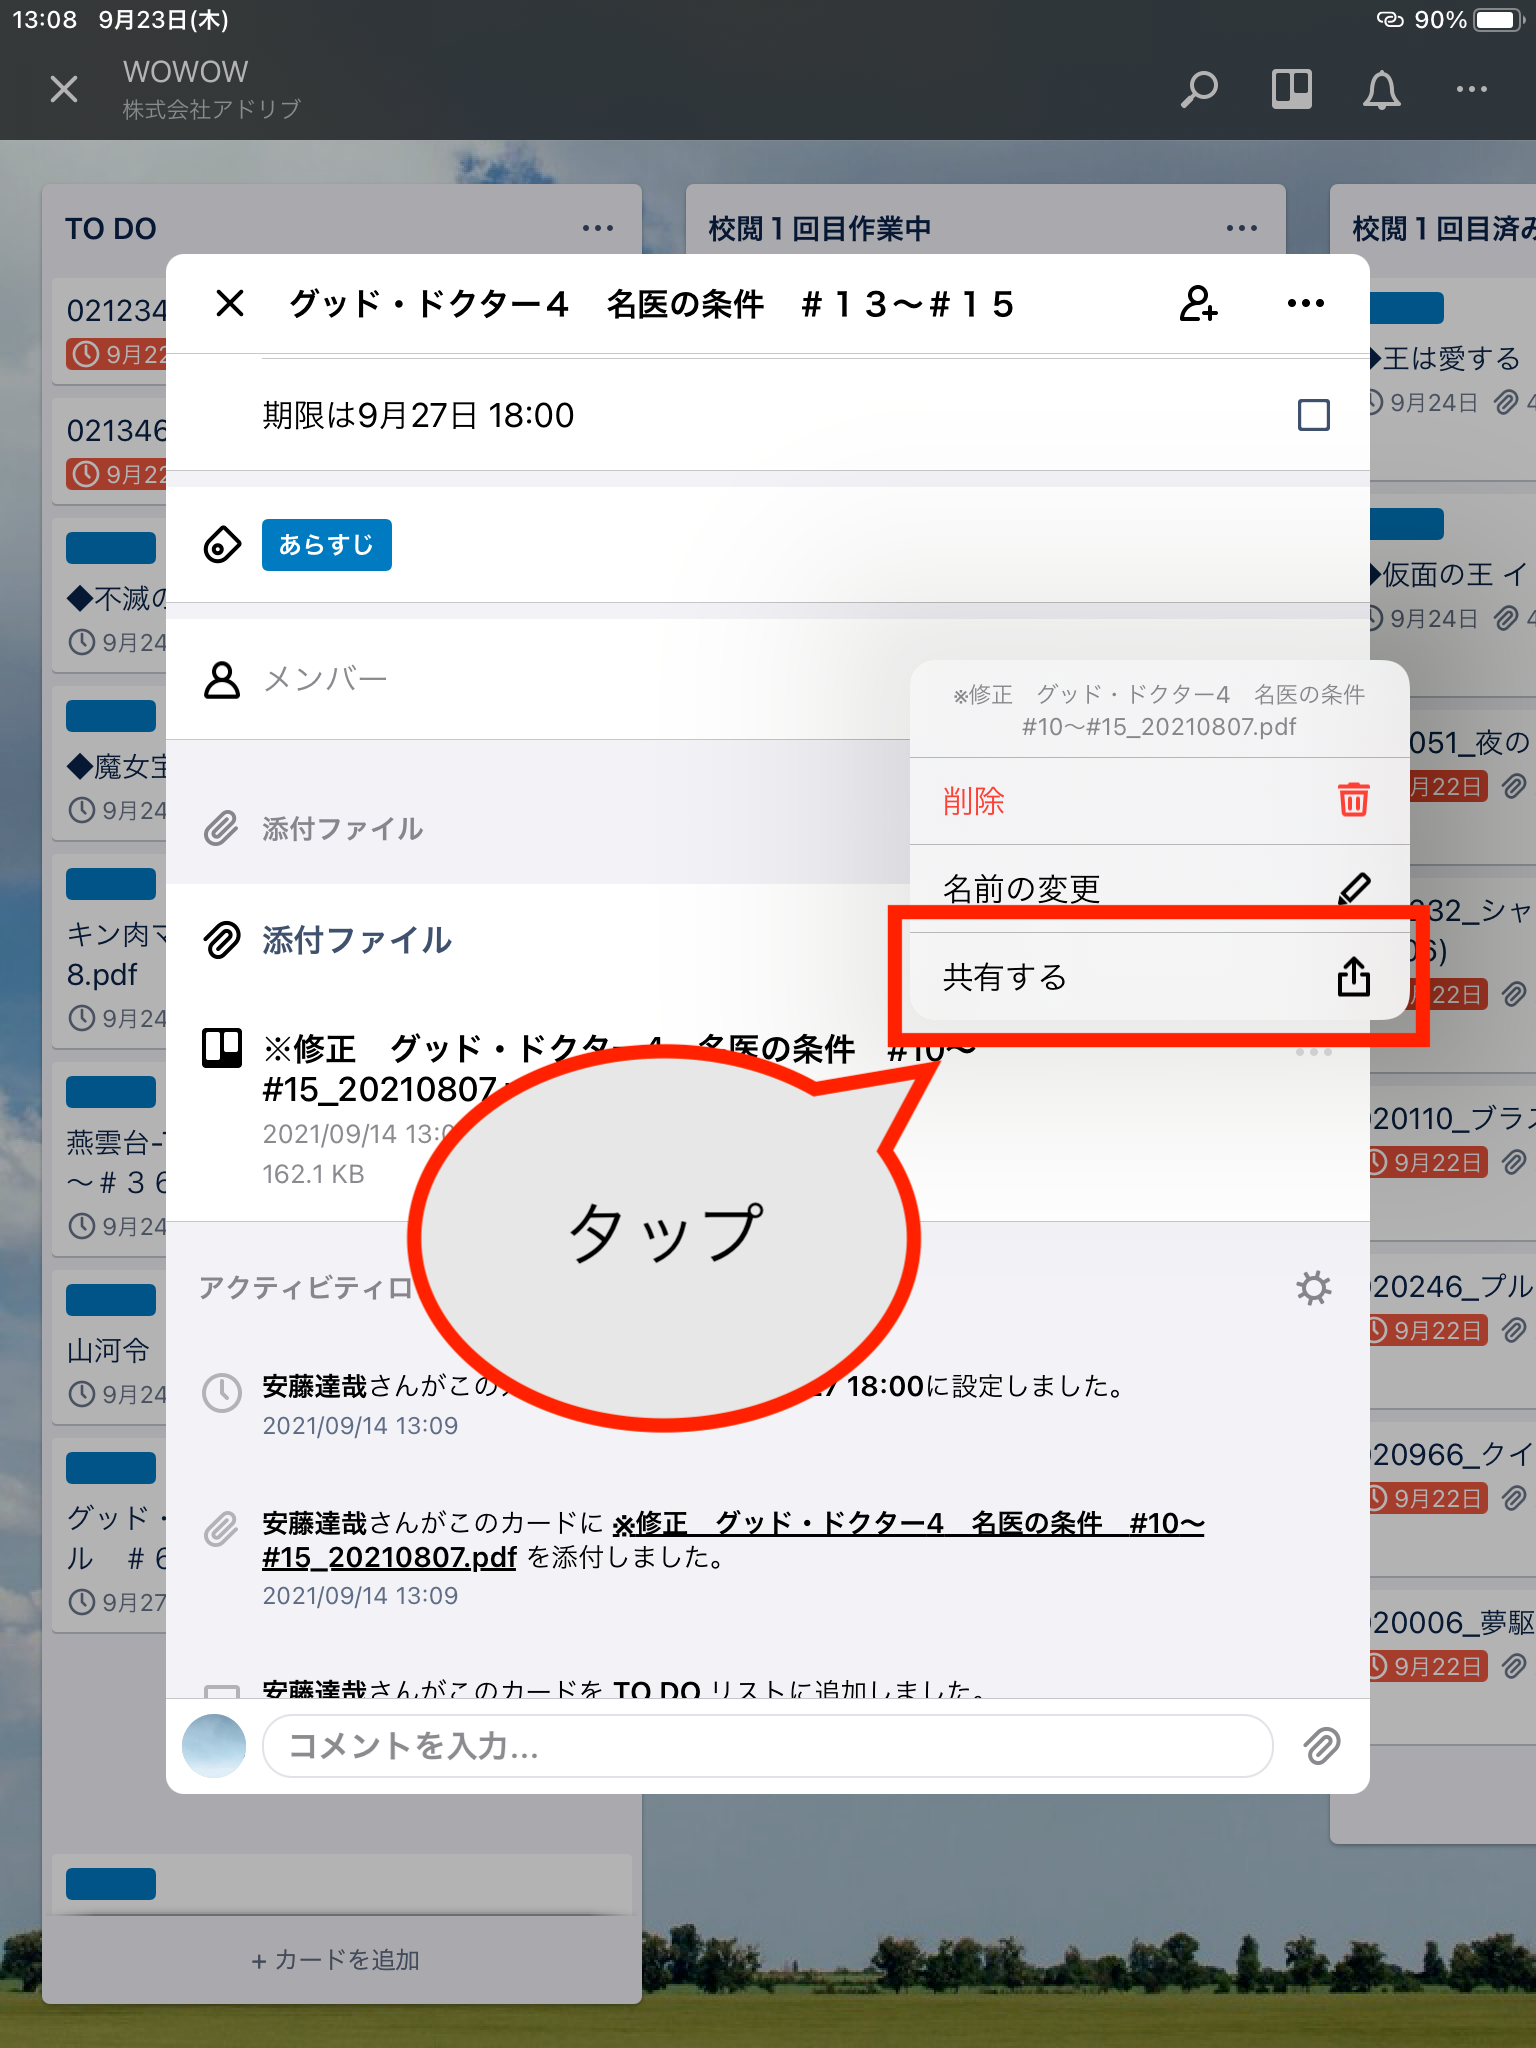 13:08 9月23日(木)
90%
WOWOW
株式会社アドリブ
TO DO
校閲１回目作業中
校閲１回目済み
021234
9月22
021346
9月22
◆不滅の
9月24
◆魔女宝
9月24
キン肉マ
8.pdf
9月24
燕雲台-
～＃３６
9月24
山河令
9月24
グッド・
ル ＃６
9月27
+ カードを追加
グッド・ドクター４ 名医の条件 ＃１３～＃１５
期限は9月27日 18:00
あらすじ
メンバー
添付ファイル
添付ファイル
※修正 グッド・ドクター4 名医の条件 #10～
#15_20210807
2021/09/14 13:0
162.1 KB
※修正 グッド・ドクター4 名医の条件
#10～#15_20210807.pdf
削除
名前の変更
共有する
タップ
アクティビティロ
安藤達哉さんがこの
27 18:00に設定しました。
2021/09/14 13:09
安藤達哉さんがこのカードに ※修正 グッド・ドクター4 名医の条件 #10～
#15_20210807.pdf を添付しました。
2021/09/14 13:09
安藤達哉さんがこのカードを TO DO リストに追加しました。
コメントを入力...
◆王は愛する
9月24日 4
◆仮面の王 イ
9月24日 4
051_夜の
月22日
332_シャ
06)
月22日
020110_ブラス
9月22日
020246_プル
9月22日
020966_クイ
9月22日
020006_夢駆
9月22日